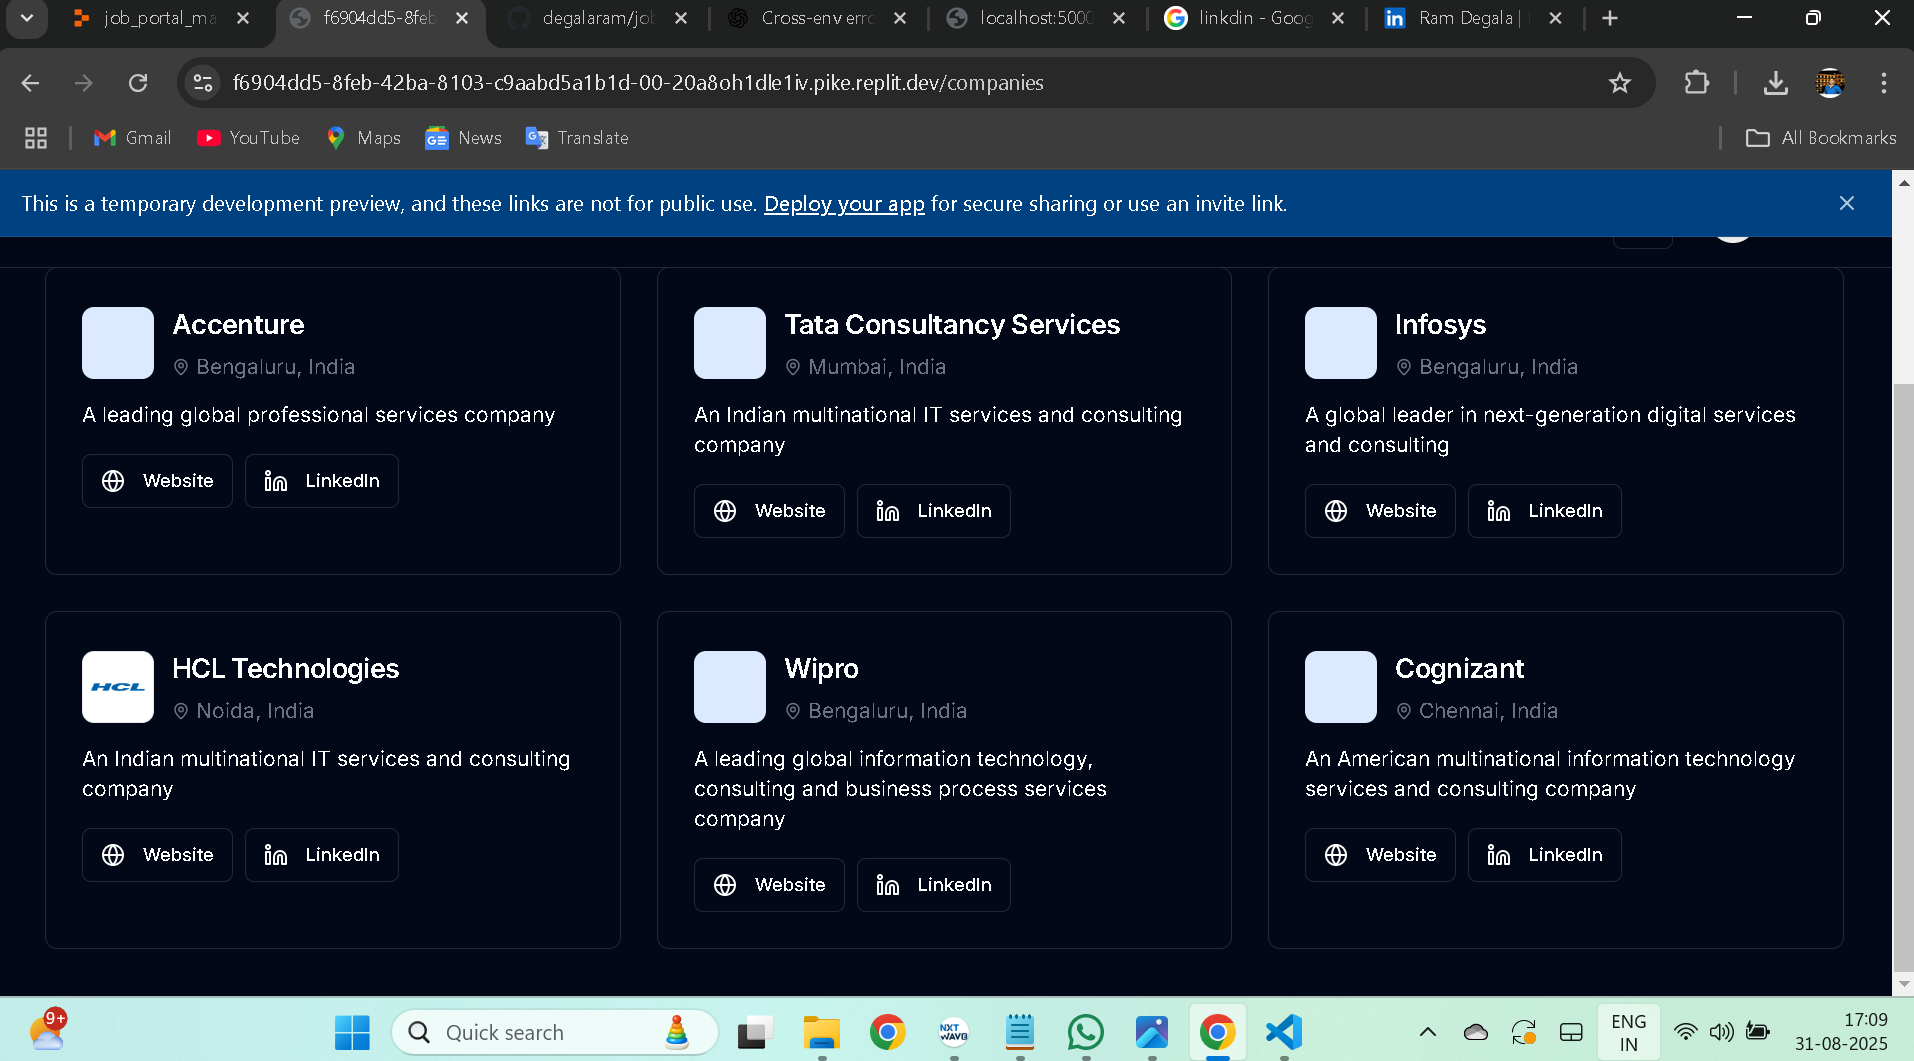 job_portal_ma
f6904dd5-8feb
degalaram/job
Cross-env erro
localhost:5000
linkdin - Goog
Ram Degala |
f6904dd5-8feb-42ba-8103-c9aabd5a1b1d-00-20a8oh1dle1iv.pike.replit.dev/companies
Gmail
YouTube
Maps
News
Translate
All Bookmarks
This is a temporary development preview, and these links are not for public use. Deploy your app for secure sharing or use an invite link.
Accenture
Bengaluru, India
A leading global professional services company
Website
LinkedIn
Tata Consultancy Services
Mumbai, India
An Indian multinational IT services and consulting
company
Website
LinkedIn
Infosys
Bengaluru, India
A global leader in next-generation digital services
and consulting
Website
LinkedIn
HCL
HCL Technologies
Noida, India
An Indian multinational IT services and consulting
company
Website
LinkedIn
Wipro
Bengaluru, India
A leading global information technology,
consulting and business process services
company
Website
LinkedIn
Cognizant
Chennai, India
An American multinational information technology
services and consulting company
Website
LinkedIn
9+
Quick search
NXT
WAVE
ENG
IN
17:09
31-08-2025